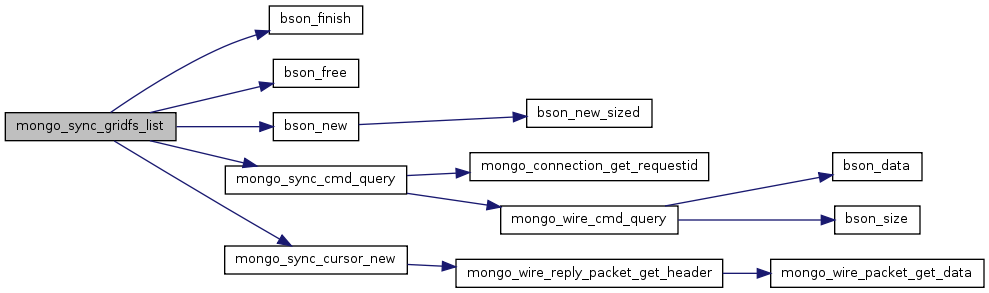 mongo_sync_gridfs_list
bson_finish
bson_free
bson_new
bson_new_sized
mongo_sync_cmd_query
mongo_connection_get_requestid
mongo_wire_cmd_query
bson_data
bson_size
mongo_sync_cursor_new
mongo_wire_reply_packet_get_header
mongo_wire_packet_get_data